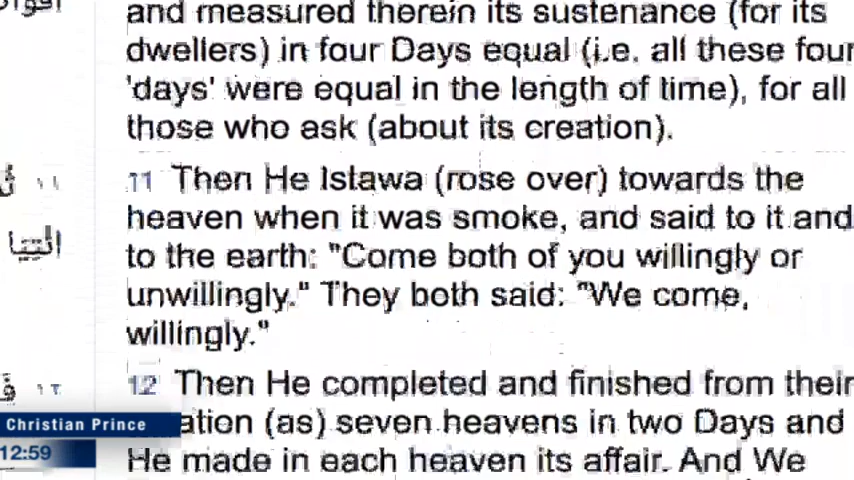 and measured therein its sustenance (for its
dwellers) in four Days equal (i.e. all these four
'days' were equal in the length of time), for all
those who ask (about its creation).
١١
11 Then He Istawa (rose over) towards the
heaven when it was smoke, and said to it and
ائتيا
to the earth: "Come both of you willingly or
unwillingly." They both said: "We come,
willingly."
١٢
12 Then He completed and finished from their
Christian Prince
ation (as) seven heavens in two Days and
12:59
He made in each heaven its affair. And We